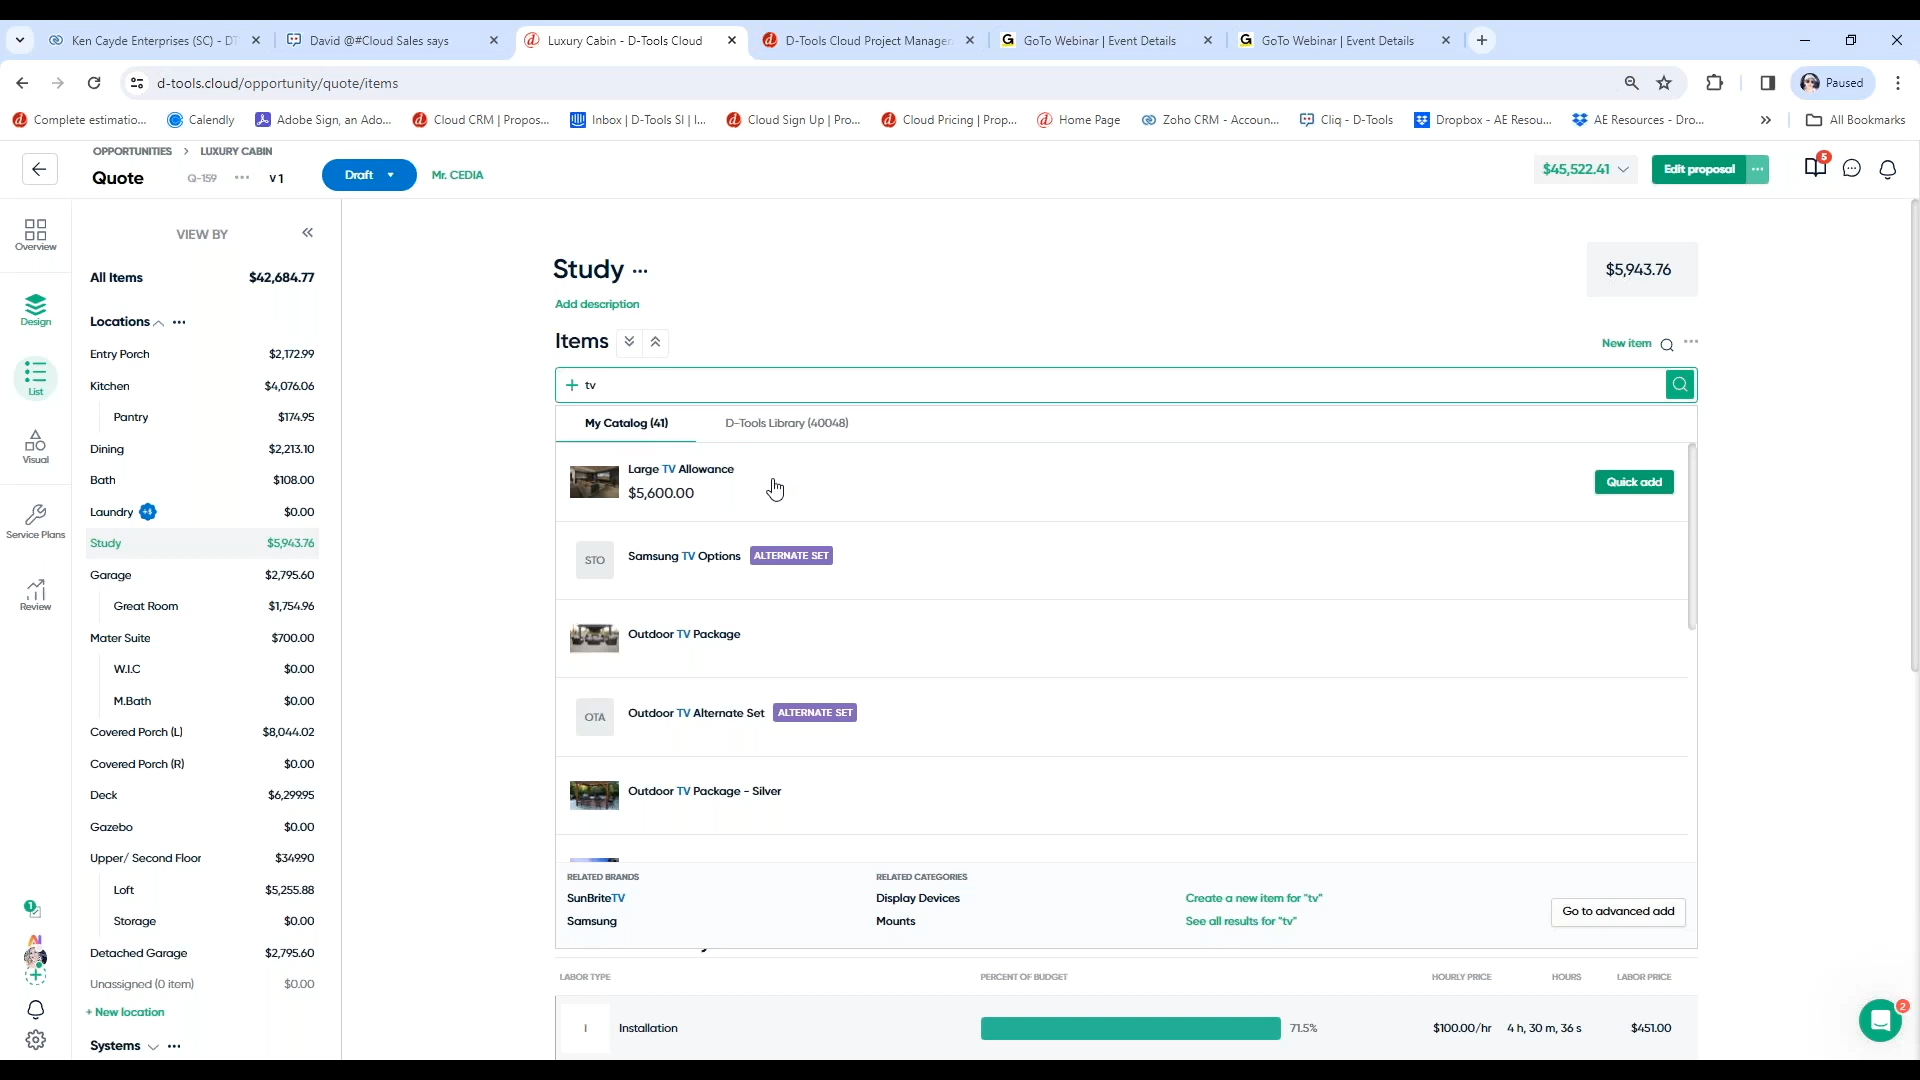 Ken Cayde Enterprises (SC) - DT
David @#Cloud Sales says
Luxury Cabin - D-Tools Cloud
D-Tools Cloud Project Manager
GoTo Webinar | Event Details
GoTo Webinar | Event Details
d-tools.cloud/opportunity/quote/items
Paused
Complete estimatio...
Calendly
Adobe Sign, an Ado...
Cloud CRM | Propos...
Inbox | D-Tools SI | I...
Cloud Sign Up | Pro...
Cloud Pricing | Prop...
Home Page
Zoho CRM - Accoun...
Cliq - D-Tools
Dropbox - AE Resou...
AE Resources - Dro...
All Bookmarks
OPPORTUNITIES > LUXURY CABIN
Quote Q-159 ... v 1
Draft
Mr. CEDIA
$45,522.41
Edit proposal ...
5
Overview
Design
List
Visual
Service Plans
Review
1
AI
VIEW BY
All Items $42,684.77
Locations ...
Entry Porch $2,172.99
Kitchen $4,076.06
Pantry $174.95
Dining $2,213.10
Bath $108.00
Laundry +$ $0.00
Study $5,943.76
Garage $2,795.60
Great Room $1,754.96
Mater Suite $700.00
W.I.C $0.00
M.Bath $0.00
Covered Porch (L) $8,044.02
Covered Porch (R) $0.00
Deck $6,299.95
Gazebo $0.00
Upper/ Second Floor $349.90
Loft $5,255.88
Storage $0.00
Detached Garage $2,795.60
Unassigned (0 item) $0.00
+ New location
Systems ...
Study ...
$5,943.76
Add description
Items
New item ...
+ tv
My Catalog (41)
D-Tools Library (40048)
Large TV Allowance
$5,600.00
Quick add
STO
Samsung TV Options ALTERNATE SET
Outdoor TV Package
OTA
Outdoor TV Alternate Set ALTERNATE SET
Outdoor TV Package - Silver
RELATED BRANDS
SunBriteTV
Samsung
RELATED CATEGORIES
Display Devices
Mounts
Create a new item for "tv"
See all results for "tv"
Go to advanced add
LABOR TYPE PERCENT OF BUDGET HOURLY PRICE HOURS LABOR PRICE
I Installation 71.5% $100.00/hr 4 h, 30 m, 36 s $451.00
2